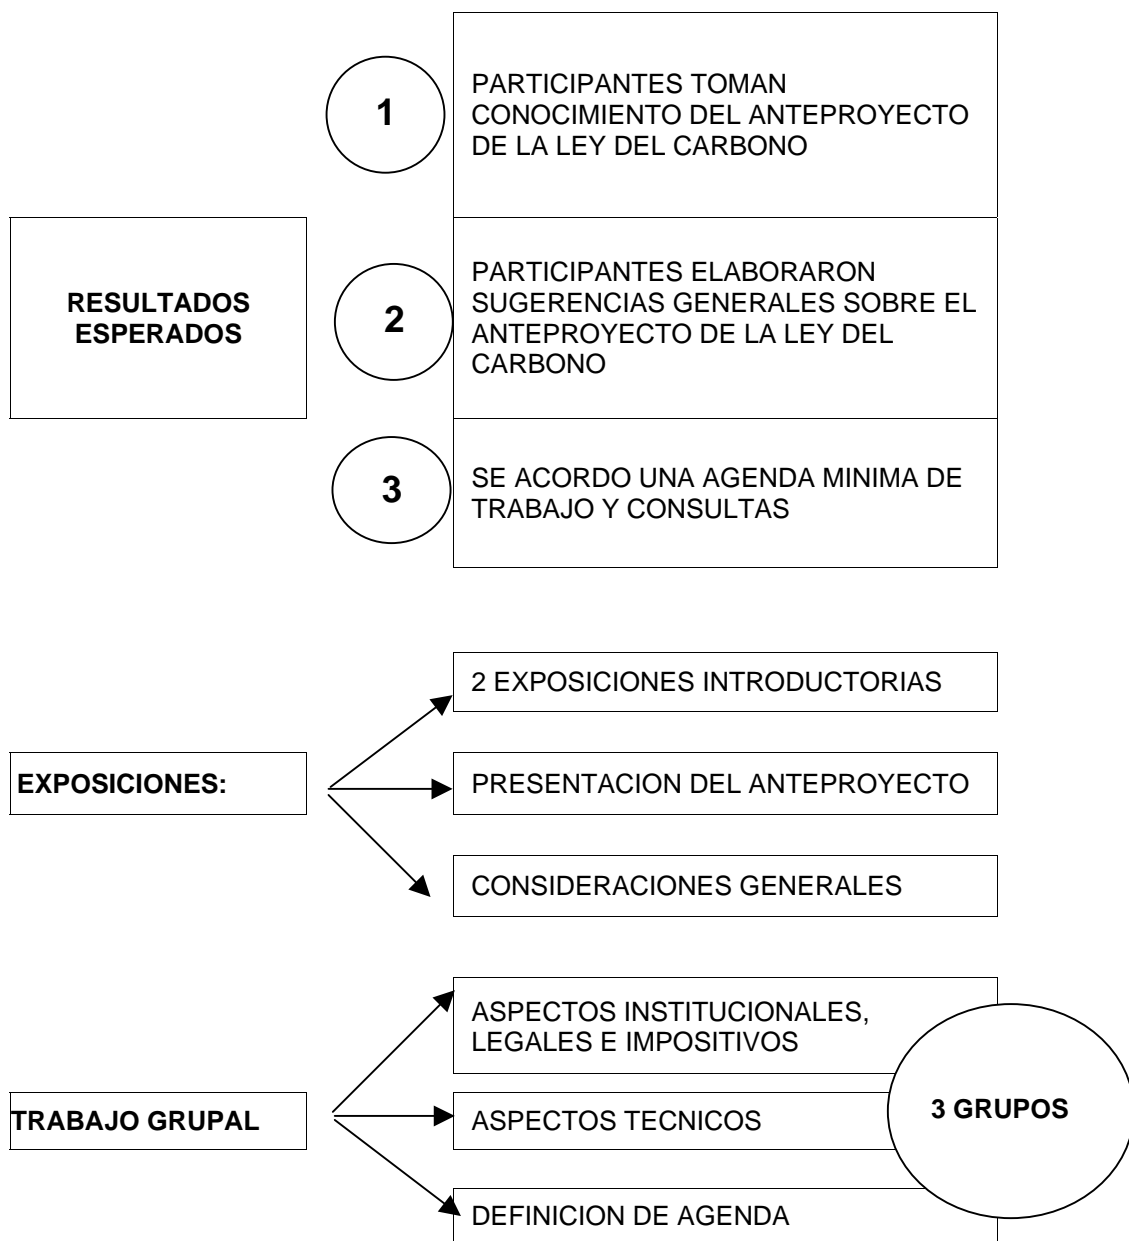 1
PARTICIPANTES TOMAN
CONOCIMIENTO DEL ANTEPROYECTO
DE LA LEY DEL CARBONO
RESULTADOS
ESPERADOS
2
PARTICIPANTES ELABORARON
SUGERENCIAS GENERALES SOBRE EL
ANTEPROYECTO DE LA LEY DEL
CARBONO
3
SE ACORDO UNA AGENDA MINIMA DE
TRABAJO Y CONSULTAS
EXPOSICIONES:
2 EXPOSICIONES INTRODUCTORIAS
PRESENTACION DEL ANTEPROYECTO
CONSIDERACIONES GENERALES
TRABAJO GRUPAL
ASPECTOS INSTITUCIONALES,
LEGALES E IMPOSITIVOS
ASPECTOS TECNICOS
DEFINICION DE AGENDA
3 GRUPOS